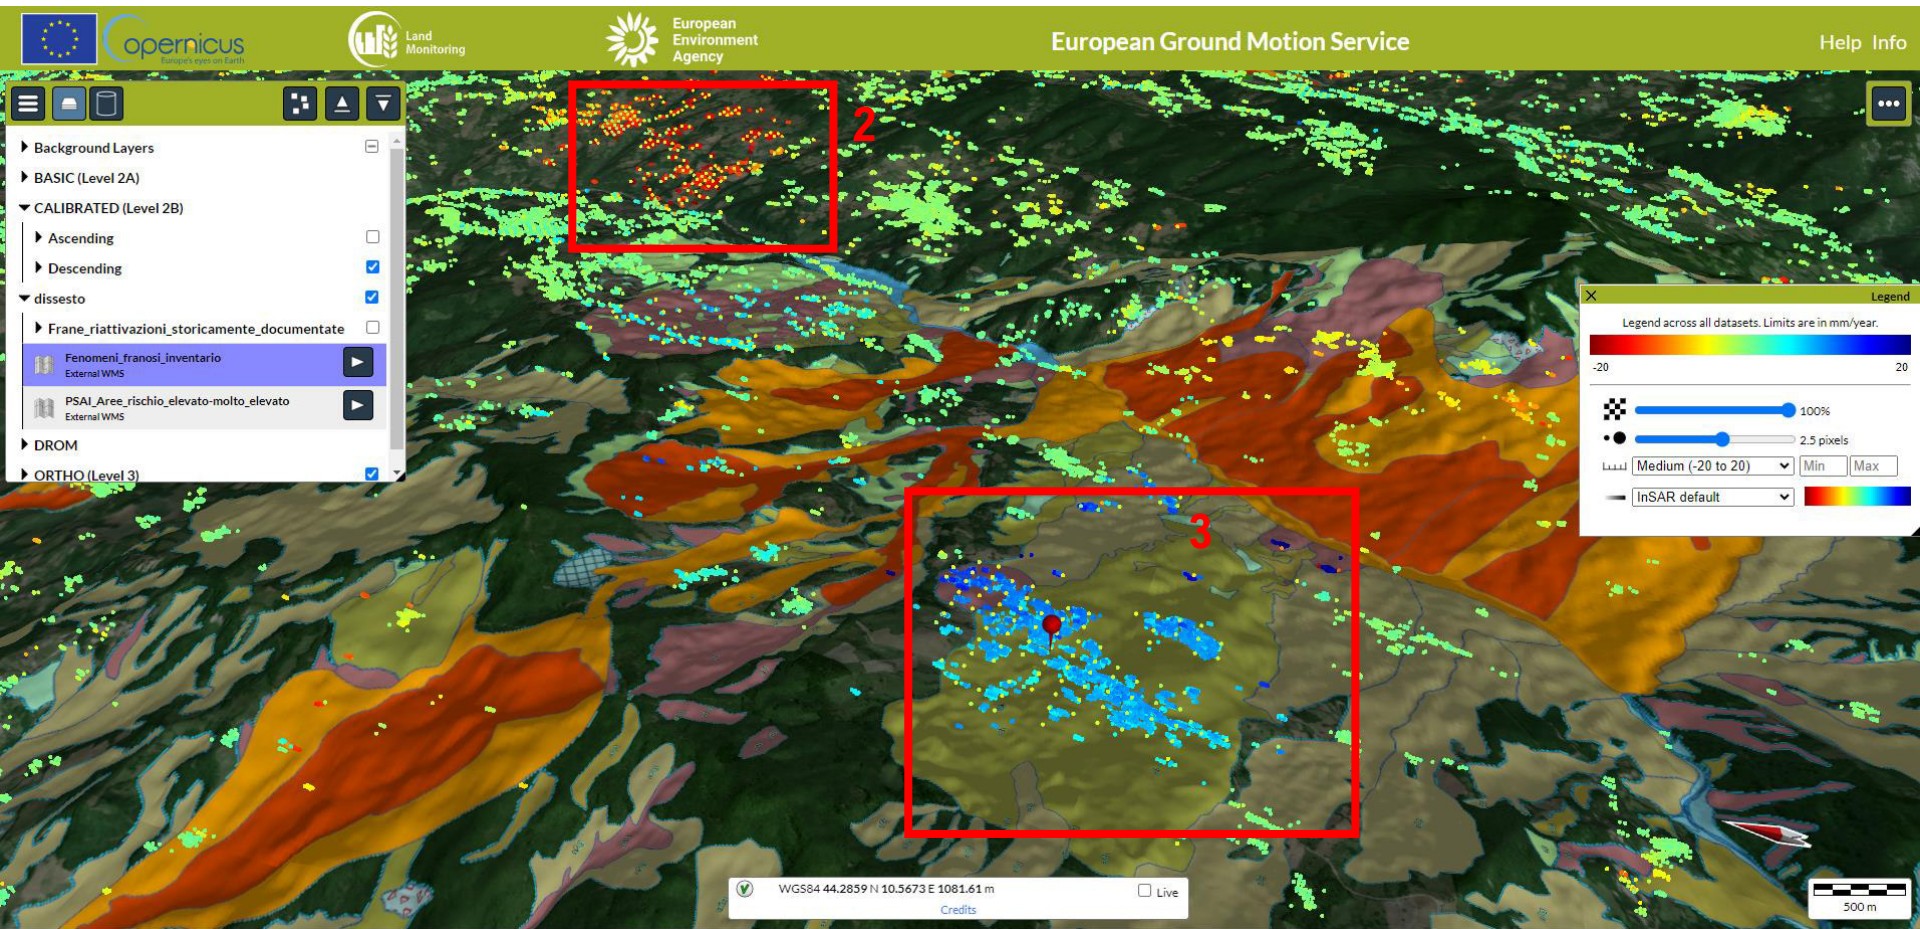 opernicus
Europe's eyes on Earth
Land
Monitoring
European
Environment
Agency
European Ground Motion Service
Help Info
2
Background Layers
BASIC (Level 2A)
CALIBRATED (Level 2B)
Ascending
Descending
dissesto
Frane_riattivazioni_storicamente_documentate
Fenomeni_franosi_inventario
External WMS
PSAI_Aree_rischio_elevato-molto_elevato
External WMS
DROM
ORTHO (Level 3)
Legend
Legend across all datasets. Limits are in mm/year.
-20 20
100%
2.5 pixels
Medium (-20 to 20) Min Max
InSAR default
3
WGS84 44.2859 N 10.5673 E 1081.61 m Live
Credits
500 m